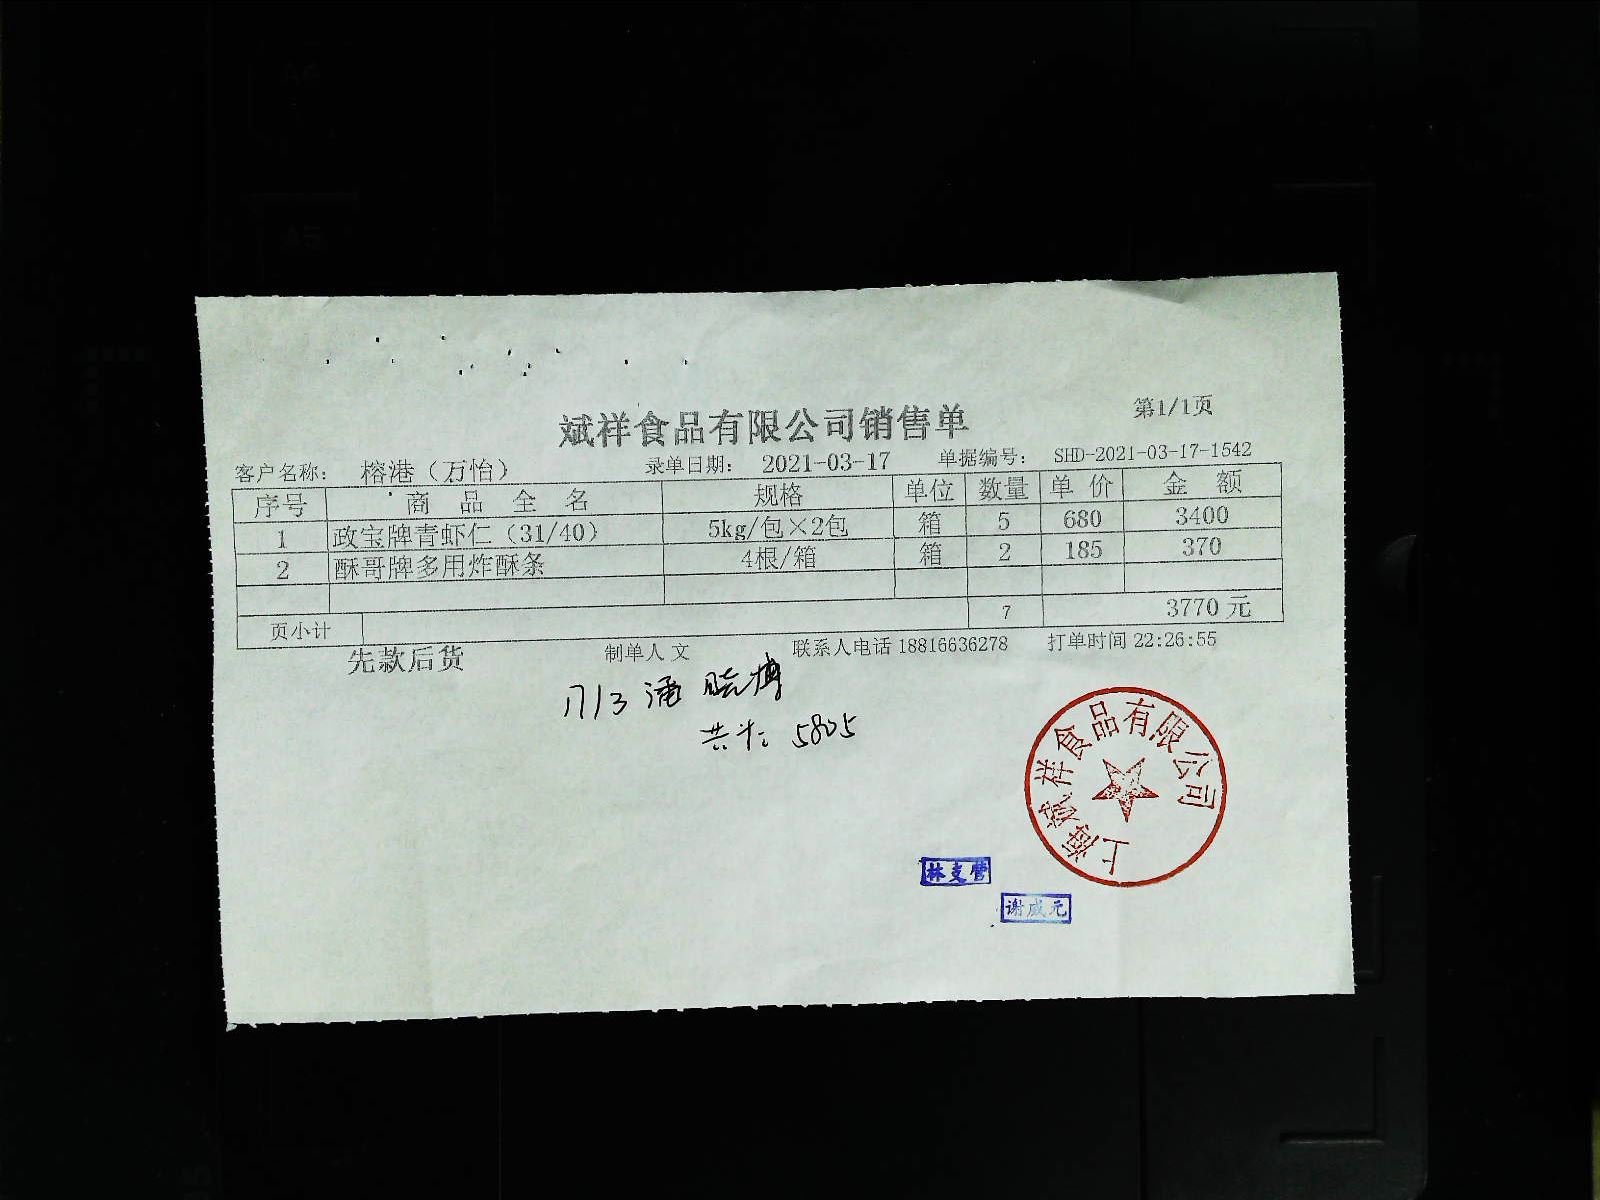 斌祥食品有限公司销售单
第1/1页
客户名称： 榕港（万怡） 录单日期： 2021-03-17 单据编号： SHD-2021-03-17-1542
序号 商品全名 规格 单位 数量 单价 金额
1 政宝牌青虾仁（31/40） 5kg/包×2包 箱 5 680 3400
2 酥哥牌多用炸酥条 4根/箱 箱 2 185 370
页小计 7 3770元
先款后货 制单人 文 联系人电话 18816636278 打单时间 22:26:55
共计: 5805
上海斌祥食品有限公司
谢成元